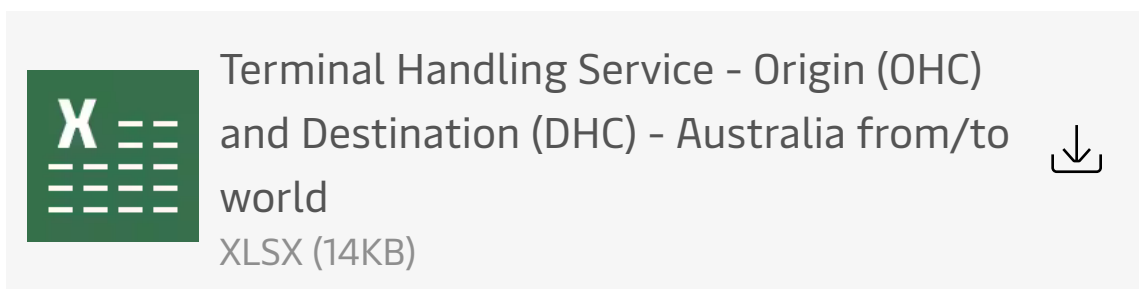 Terminal Handling Service - Origin (OHC)
and Destination (DHC) - Australia from/to
world
XLSX (14KB)